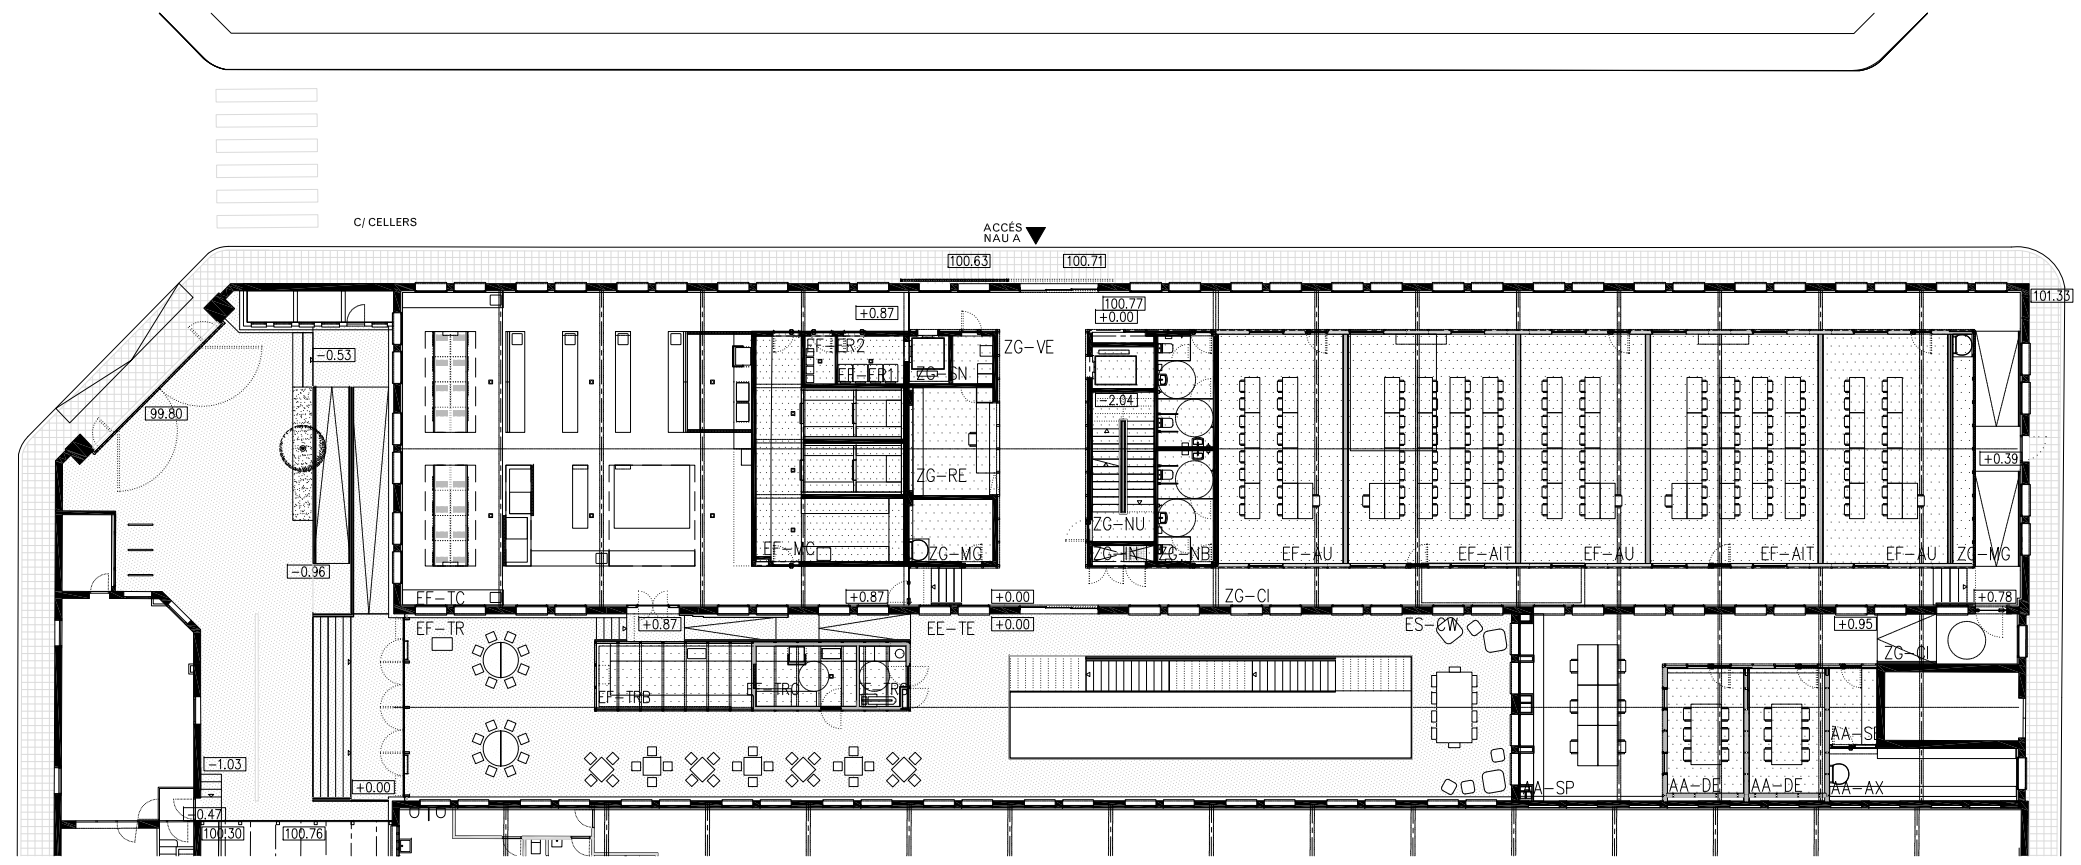 C/ CELLERS
ACCÉS
NAU A
100.63
100.71
101.33
100.77
+0.87
+0.00
-0.53
EF-ER2
ZG-VE
EF-ER1
ZG-SN
-2.04
99.80
+0.39
ZG-RE
ZG-NU
EF-MC
ZG-MG
ZG-IN
ZG-NB
EF-AU
EF-AIT
EF-AU
EF-AIT
EF-AU
ZG-MG
-0.96
EF-TC
+0.87
+0.00
ZG-CI
+0.78
EF-TR
+0.87
EE-TE
+0.00
ES-CW
+0.95
ZG-CI
EF-TRB
EF-TRC
AA-SP
AA-DE
AA-DE
AA-AX
-1.03
+0.00
-0.47
100.30
100.76